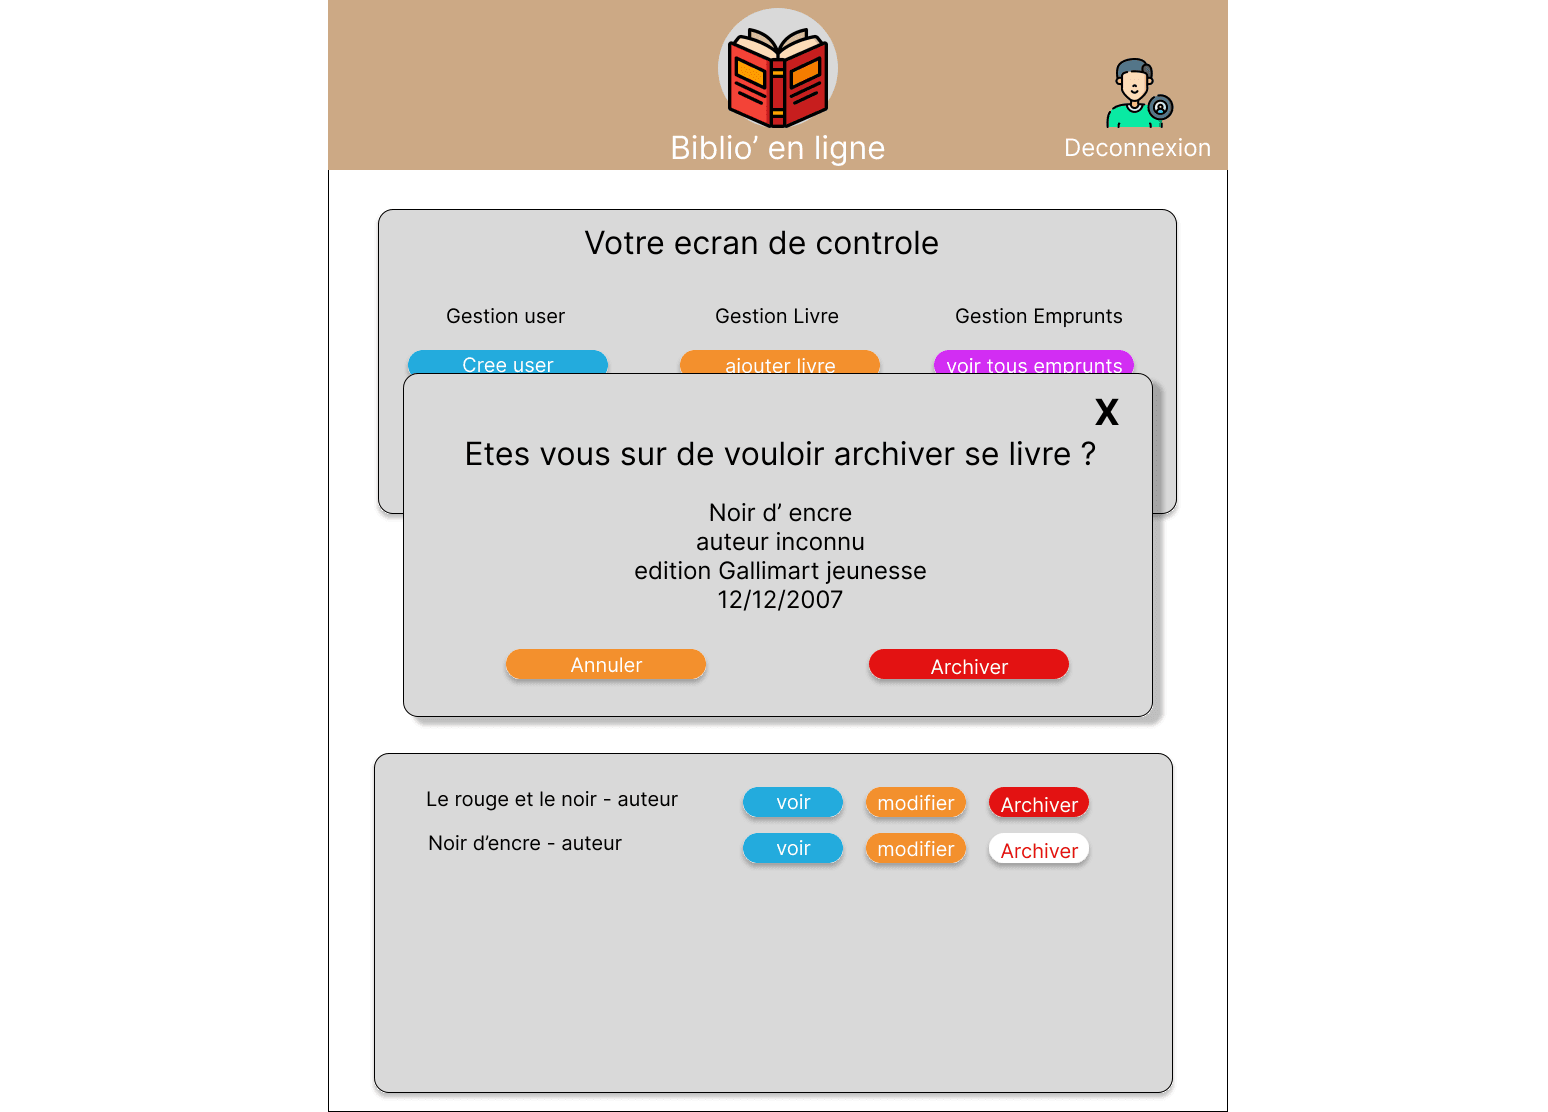 Biblio’ en ligne
Deconnexion
Votre ecran de controle
Gestion user
Gestion Livre
Gestion Emprunts
Cree user
ajouter livre
voir tous emprunts
X
Etes vous sur de vouloir archiver se livre ?
Noir d’ encre
auteur inconnu
edition Gallimart jeunesse
12/12/2007
Annuler
Archiver
Le rouge et le noir - auteur
voir
modifier
Archiver
Noir d’encre - auteur
voir
modifier
Archiver